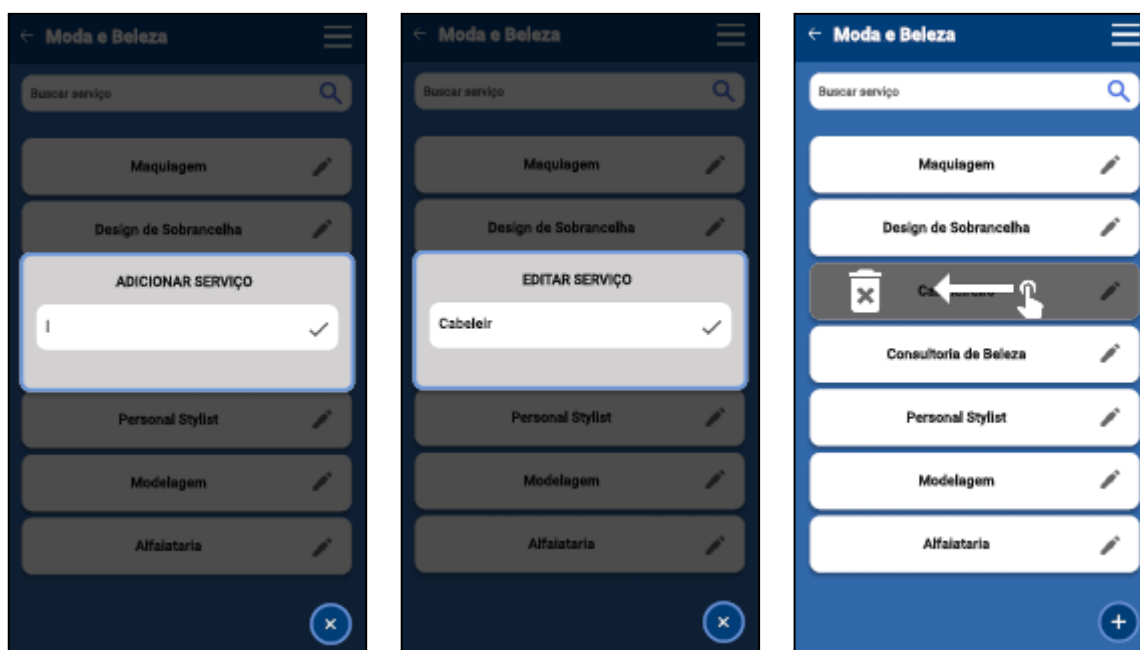 Moda e Beleza
Buscar serviço
Maquiagem
Design de Sobrancelha
ADICIONAR SERVIÇO
Personal Stylist
Modelagem
Alfaiataria
Moda e Beleza
Buscar serviço
Maquiagem
Design de Sobrancelha
EDITAR SERVIÇO
Cabeleir
Personal Stylist
Modelagem
Alfaiataria
Moda e Beleza
Buscar serviço
Maquiagem
Design de Sobrancelha
Consultoria de Beleza
Personal Stylist
Modelagem
Alfaiataria